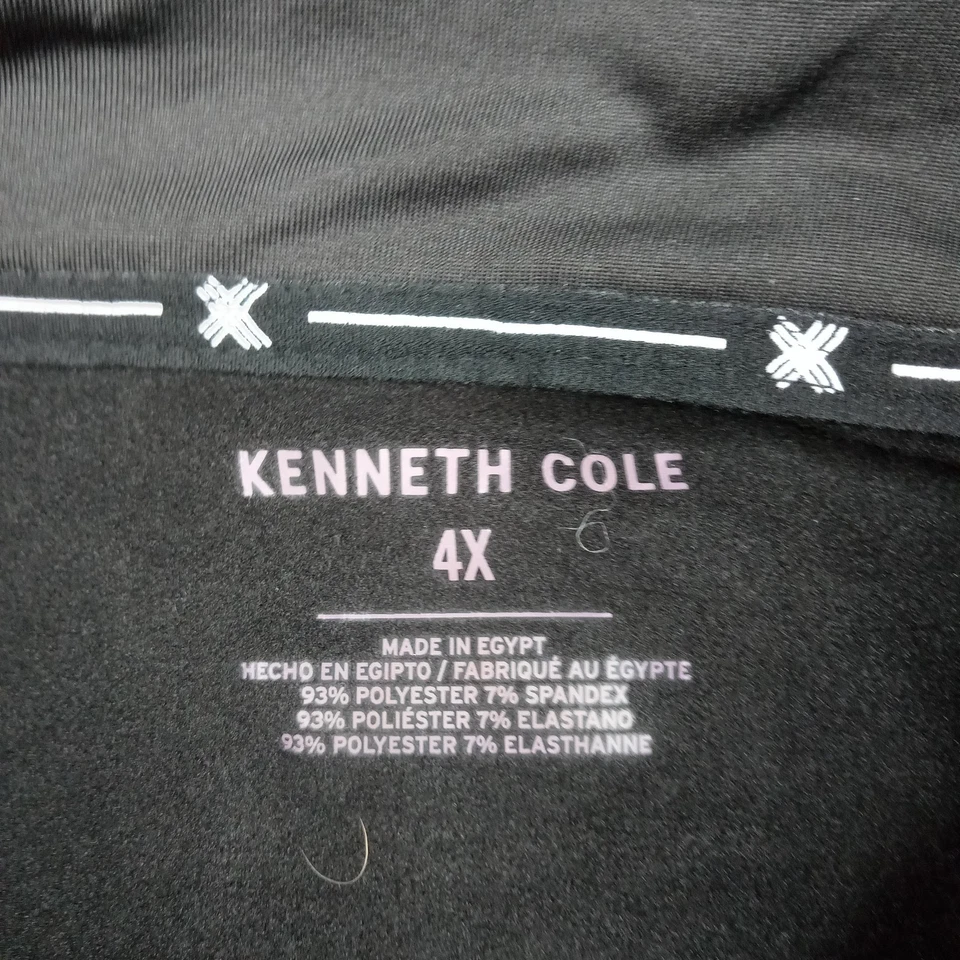 KENNETH COLE
4X
MADE IN EGYPT
HECHO EN EGIPTO / FABRIQUÉ AU ÉGYPTE
93% POLYESTER 7% SPANDEX
93% POLIÉSTER 7% ELASTANO
93% POLYESTER 7% ELASTHANNE